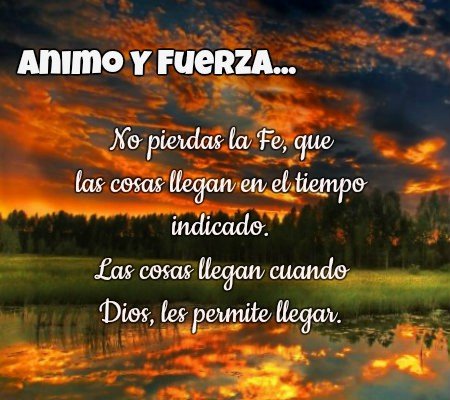 Animo y Fuerza...
No pierdas la Fe, que
las cosas llegan en el tiempo
indicado.
Las cosas llegan cuando
Dios, les permite llegar.